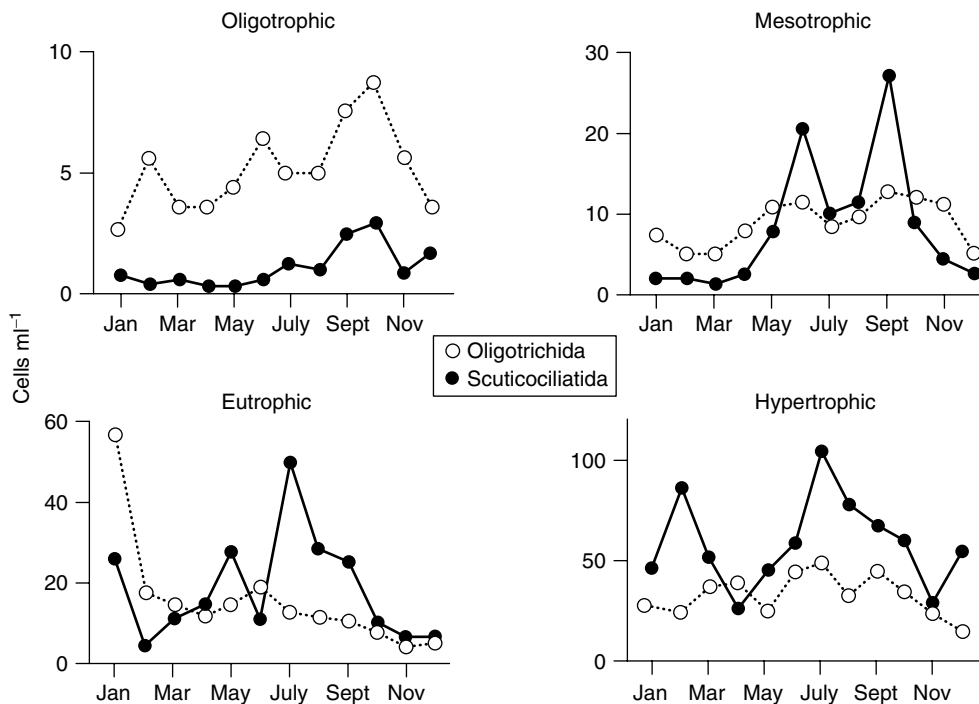 Oligotrophic
10
5
0
Jan Mar May July Sept Nov
Mesotrophic
30
20
10
0
Jan Mar May July Sept Nov
Cells ml⁻¹
Oligotrichida
Scuticociliatida
Eutrophic
60
40
20
0
Jan Mar May July Sept Nov
Hypertrophic
100
50
0
Jan Mar May July Sept Nov